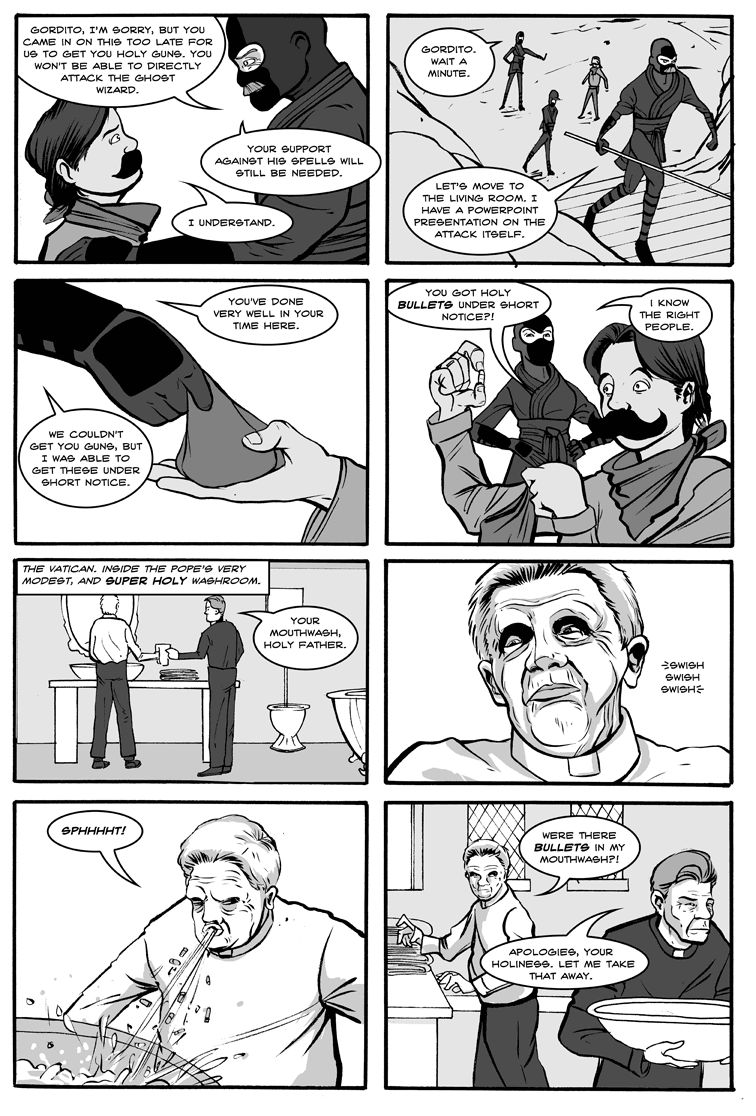 GORDITO, I'M SORRY, BUT YOU
CAME IN ON THIS TOO LATE FOR
US TO GET YOU HOLY GUNS. YOU
WON'T BE ABLE TO DIRECTLY
ATTACK THE GHOST
WIZARD.
YOUR SUPPORT
AGAINST HIS SPELLS WILL
STILL BE NEEDED.
I UNDERSTAND.
GORDITO.
WAIT A
MINUTE.
LET'S MOVE TO
THE LIVING ROOM. I
HAVE A POWERPOINT
PRESENTATION ON THE
ATTACK ITSELF.
YOU'VE DONE
VERY WELL IN YOUR
TIME HERE.
WE COULDN'T
GET YOU GUNS, BUT
I WAS ABLE TO
GET THESE UNDER
SHORT NOTICE.
YOU GOT HOLY
BULLETS UNDER SHORT
NOTICE?!
I KNOW
THE RIGHT
PEOPLE.
THE VATICAN. INSIDE THE POPE'S VERY
MODEST, AND SUPER HOLY WASHROOM.
YOUR
MOUTHWASH,
HOLY FATHER.
SWISH
SWISH
SWISH
SPHHHHT!
WERE THERE
BULLETS IN MY
MOUTHWASH?!
APOLOGIES, YOUR
HOLINESS. LET ME TAKE
THAT AWAY.